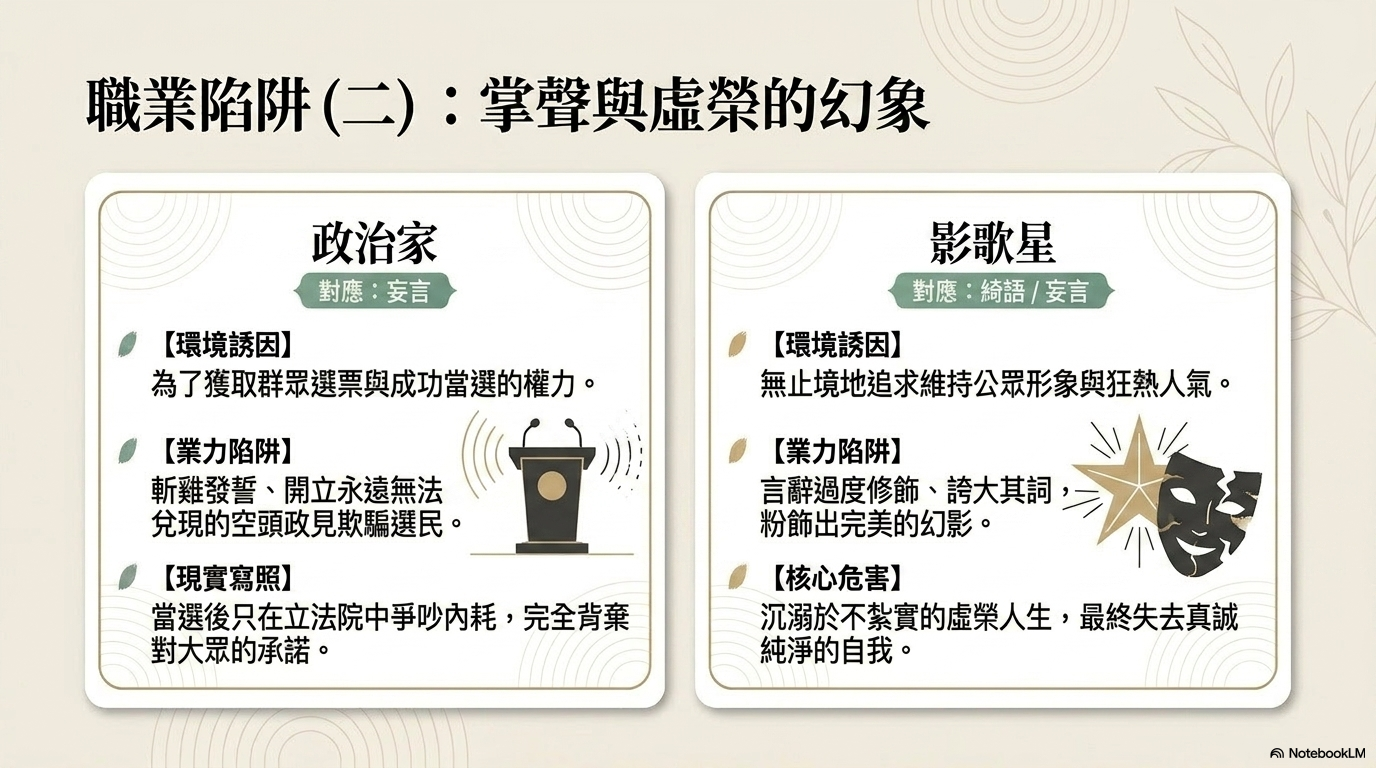 職業陷阱(二)：掌聲與虛榮的幻象
政治家
對應：妄言
【環境誘因】
為了獲取群眾選票與成功當選的權力。
【業力陷阱】
斬雞發誓、開立永遠無法
兌現的空頭政見欺騙選民。
【現實寫照】
當選後只在立法院中爭吵內耗，完全背棄
對大眾的承諾。
影歌星
對應：綺語 / 妄言
【環境誘因】
無止境地追求維持公眾形象與狂熱人氣。
【業力陷阱】
言辭過度修飾、誇大其詞，
粉飾出完美的幻影。
【核心危害】
沉溺於不紮實的虛榮人生，最終失去真誠
純淨的自我。
NotebookLM